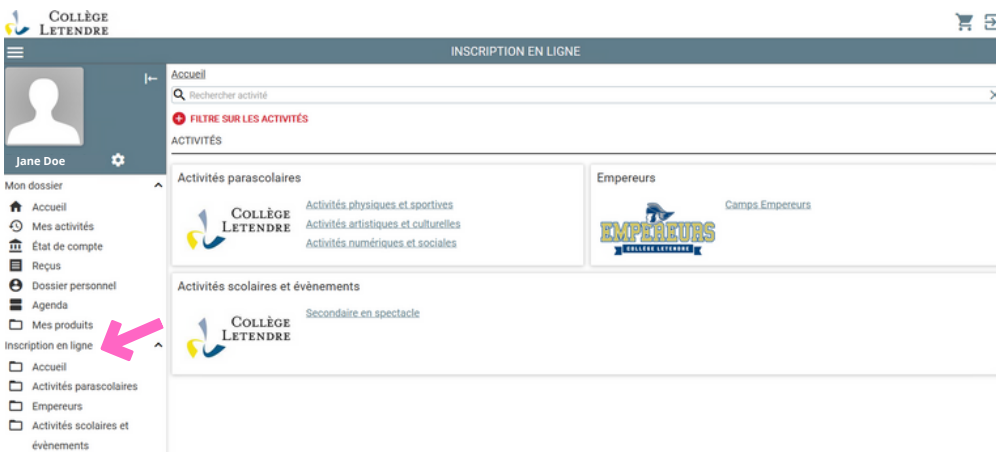 COLLÈGE
LETENDRE
INSCRIPTION EN LIGNE
Jane Doe
Mon dossier
Accueil
Mes activités
État de compte
Reçus
Dossier personnel
Agenda
Mes produits
Inscription en ligne
Accueil
Activités parascolaires
Empereurs
Activités scolaires et
évènements
Accueil
Rechercher activité
FILTRE SUR LES ACTIVITÉS
ACTIVITÉS
Activités parascolaires
COLLÈGE
LETENDRE
Activités physiques et sportives
Activités artistiques et culturelles
Activités numériques et sociales
Empereurs
EMPEREURS
COLLÈGE LETENDRE
Camps Empereurs
Activités scolaires et évènements
COLLÈGE
LETENDRE
Secondaire en spectacle